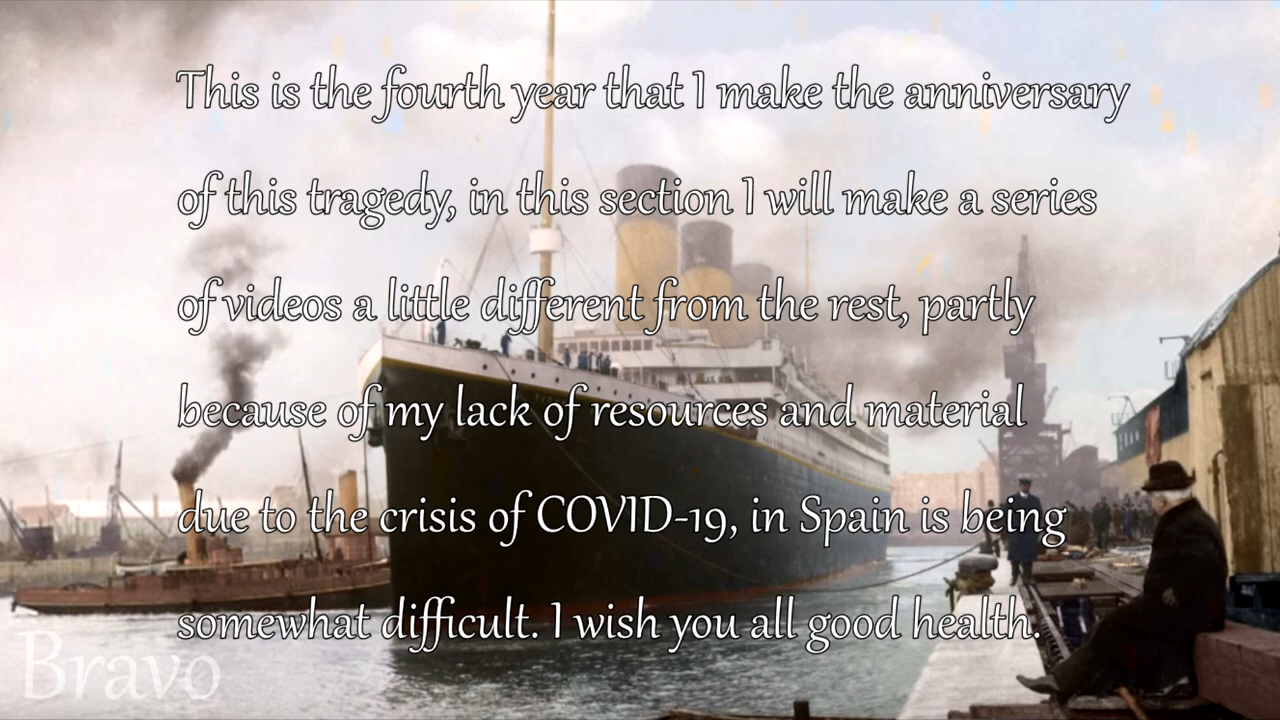 This is the fourth year that I make the anniversary
of this tragedy, in this section I will make a series
of videos a little different from the rest, partly
because of my lack of resources and material
due to the crisis of COVID-19, in Spain is being
somewhat difficult. I wish you all good health.
Bravo